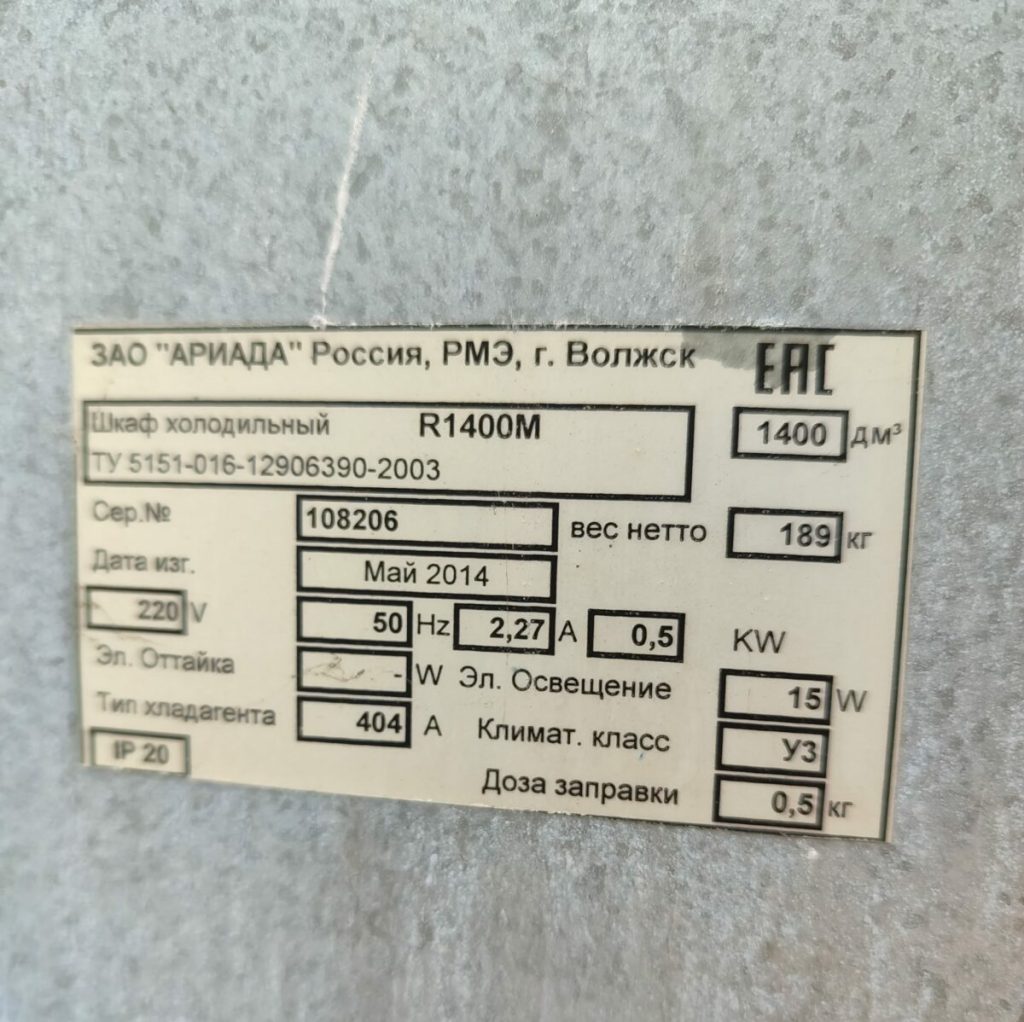 ЗАО "АРИАДА" Россия, РМЭ, г. Волжск EAC
Шкаф холодильный R1400M 1400 дм³
ТУ 5151-016-12906390-2003
Сер.№ 108206 вес нетто 189 кг
Дата изг. Май 2014
220 V 50 Hz 2,27 A 0,5 KW
Эл. Оттайка - W Эл. Освещение 15 W
Тип хладагента 404 A Климат. класс У3
IP 20 Доза заправки 0,5 кг